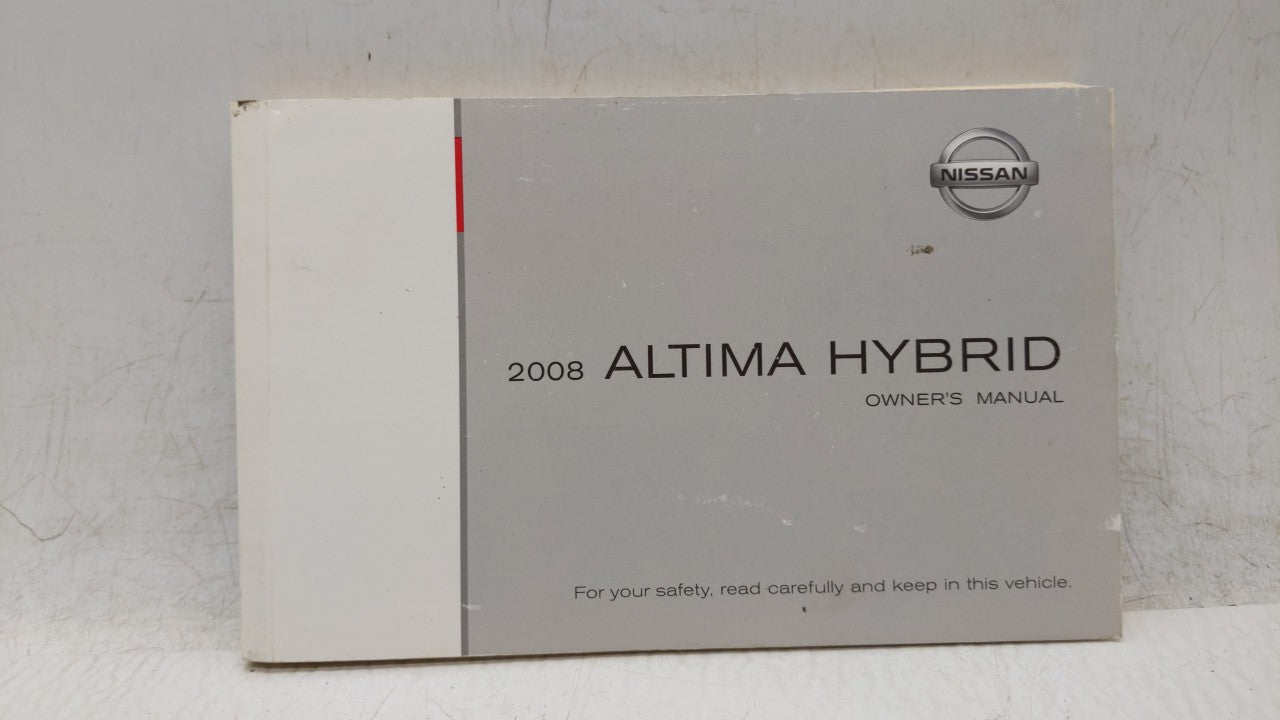 NISSAN
2008 ALTIMA HYBRID
OWNER'S MANUAL
For your safety, read carefully and keep in this vehicle.